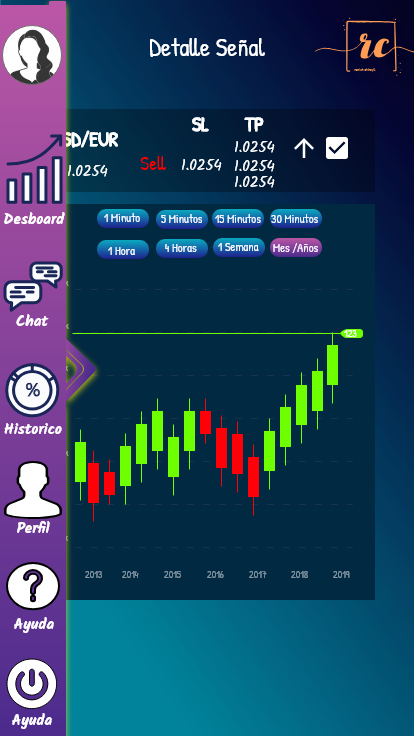 Detalle Señal
rc
SL
TP
SD/EUR
1.0254
Sell
1.0254
1.0254
1.0254
1.0254
1 Minuto
5 Minutos
15 Minutos
30 Minutos
1 Hora
4 Horas
1 Semana
Mes /Años
2013
2014
2015
2016
2017
2018
2019
Desboard
Chat
%
Historico
Perfil
?
Ayuda
Ayuda